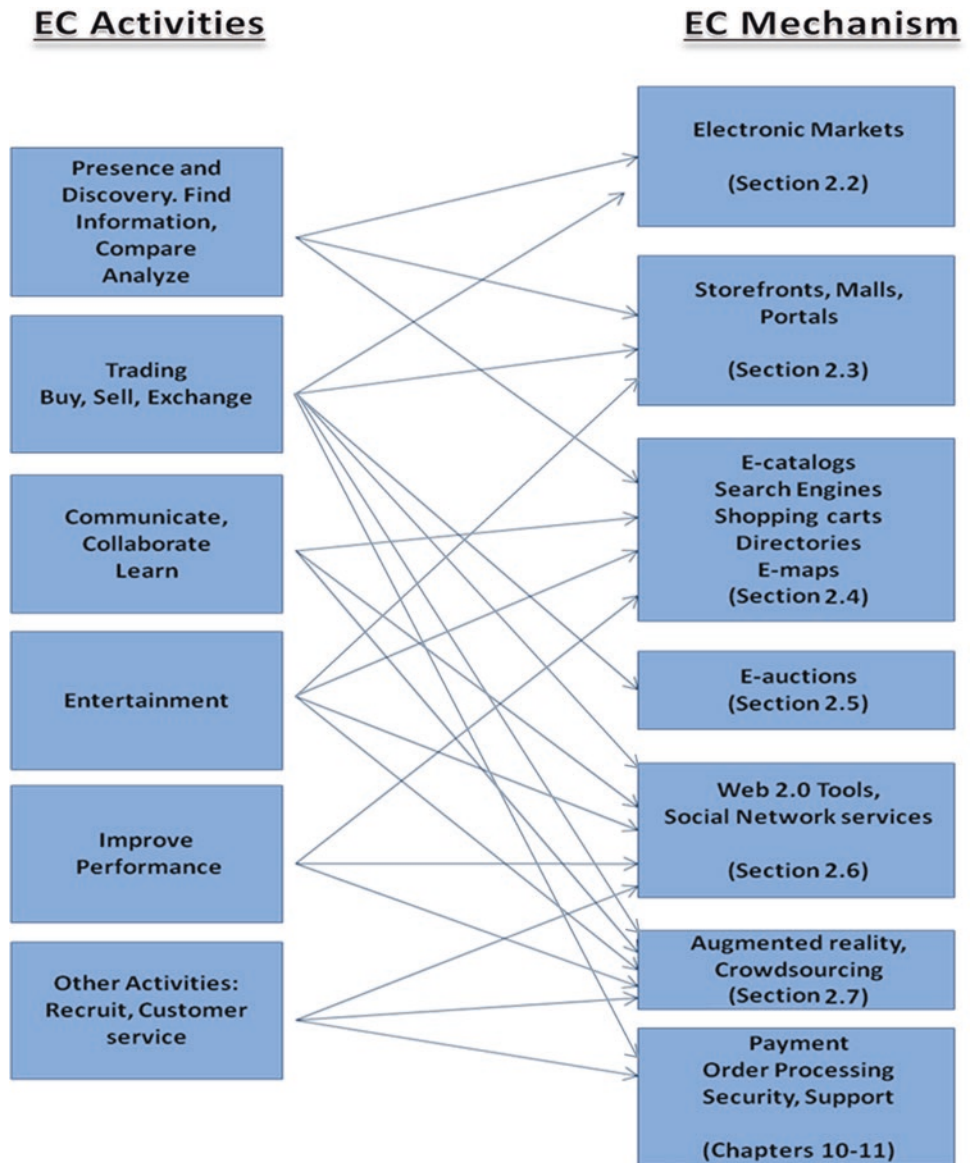 EC Activities
EC Mechanism
Presence and
Discovery. Find
Information,
Compare
Analyze
Trading
Buy, Sell, Exchange
Communicate,
Collaborate
Learn
Entertainment
Improve
Performance
Other Activities:
Recruit, Customer
service
Electronic Markets
(Section 2.2)
Storefronts, Malls,
Portals
(Section 2.3)
E-catalogs
Search Engines
Shopping carts
Directories
E-maps
(Section 2.4)
E-auctions
(Section 2.5)
Web 2.0 Tools,
Social Network services
(Section 2.6)
Augmented reality,
Crowdsourcing
(Section 2.7)
Payment
Order Processing
Security, Support
(Chapters 10-11)